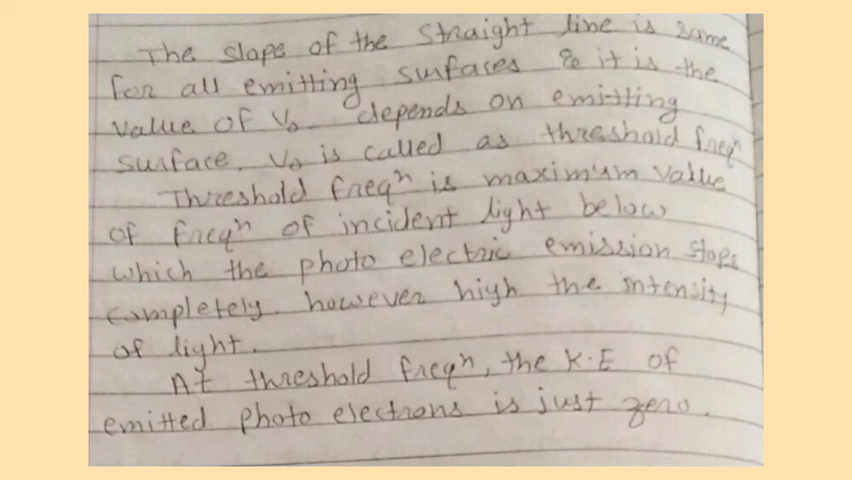 The slope of the straight line is same
for all emitting surfaces & it is the
value of V₀ depends on emitting
surface. V₀ is called as threshold freqⁿ
Threshold freqⁿ is maximum value
of freqⁿ of incident light below
which the photo electric emission stops
completely however high the intensity
of light.
At threshold freqⁿ, the K.E of
emitted photo electrons is just zero.